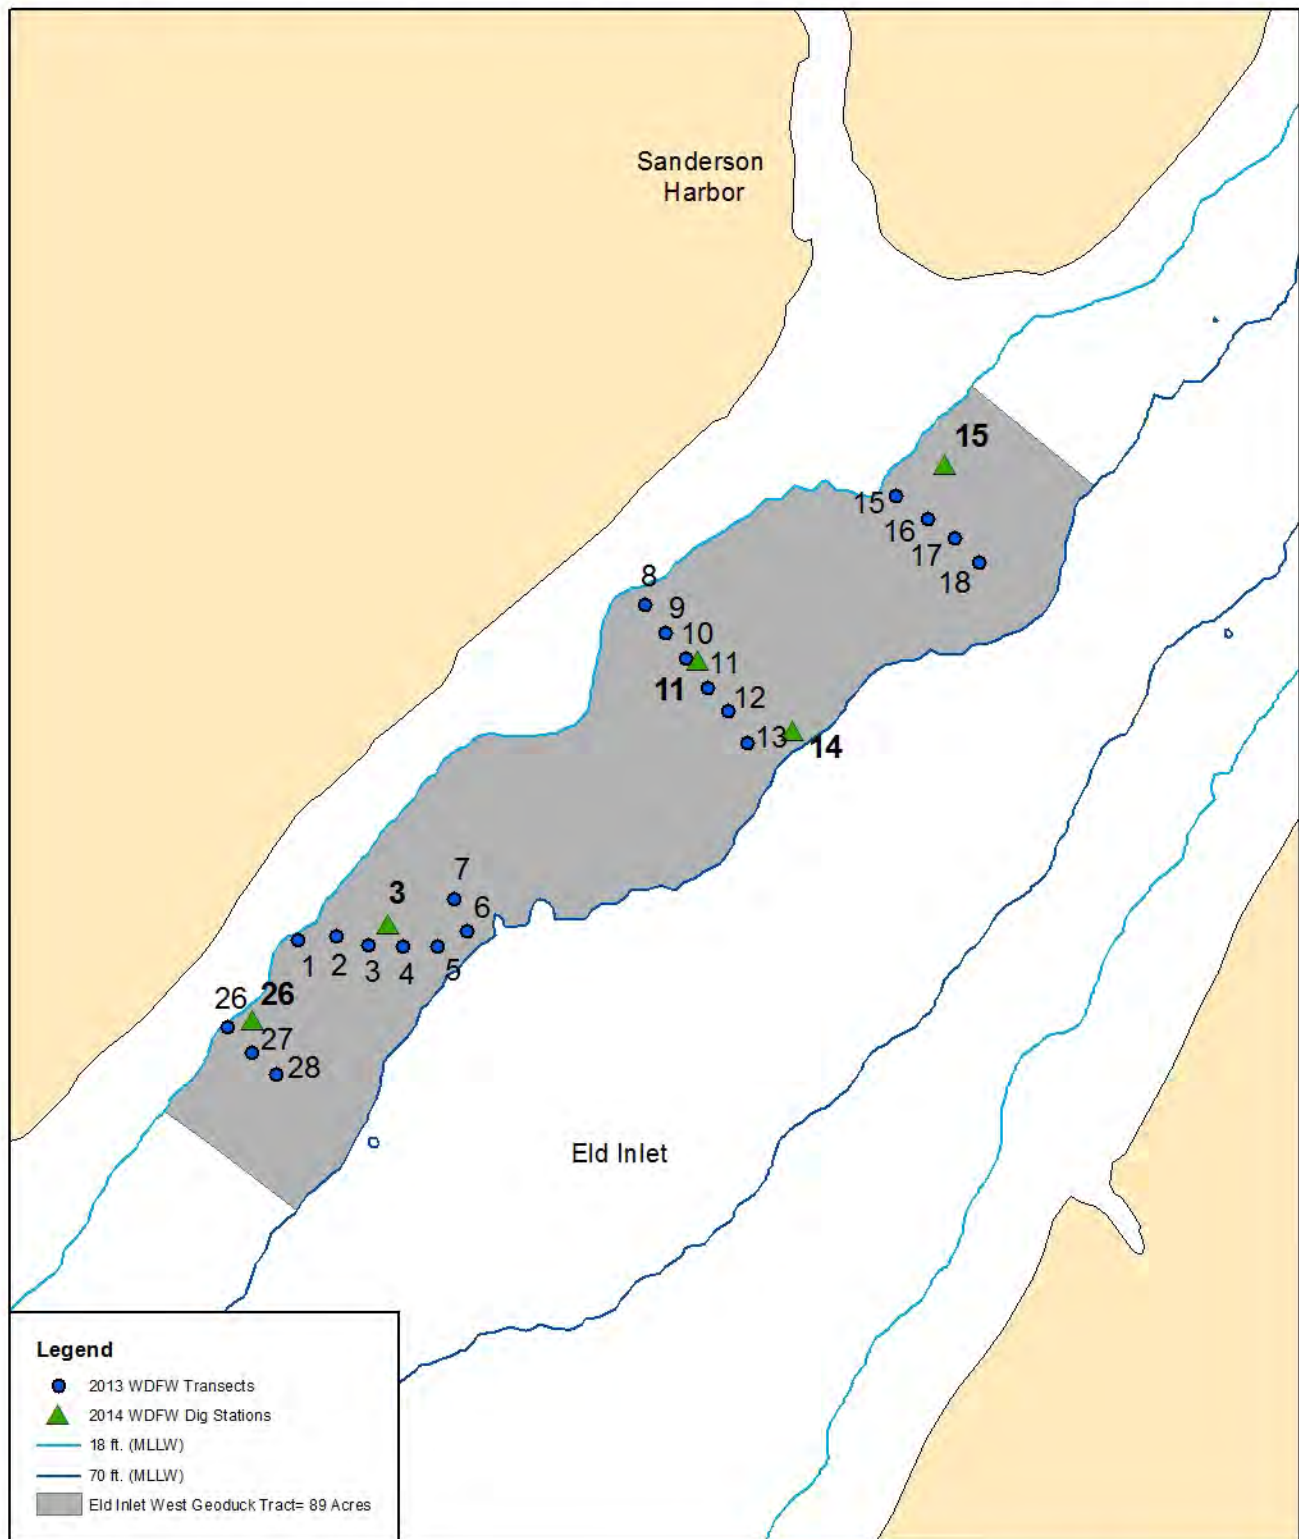 Sanderson
Harbor
15
15
16
17
18
8
9
10
11
11
12
13
14
7
3
6
1
2
3
4
5
26
26
27
28
Eld Inlet
Legend
2013 WDFW Transects
2014 WDFW Dig Stations
18 ft. (MLLW)
70 ft. (MLLW)
Eld Inlet West Geoduck Tract= 89 Acres